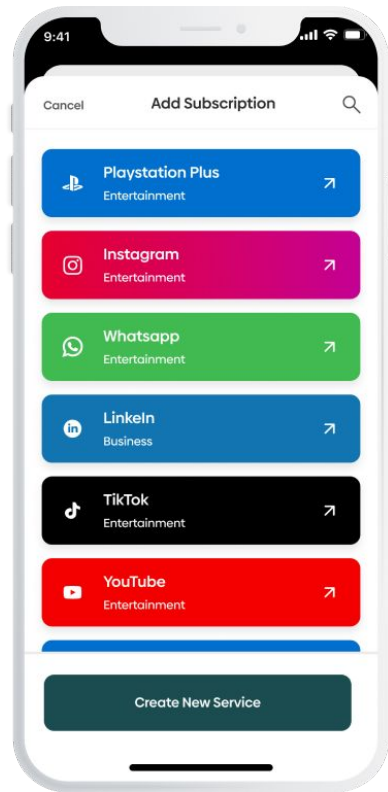 9:41
Cancel
Add Subscription
Playstation Plus
Entertainment
Instagram
Entertainment
Whatsapp
Entertainment
in
LinkeIn
Business
TikTok
Entertainment
YouTube
Entertainment
Create New Service